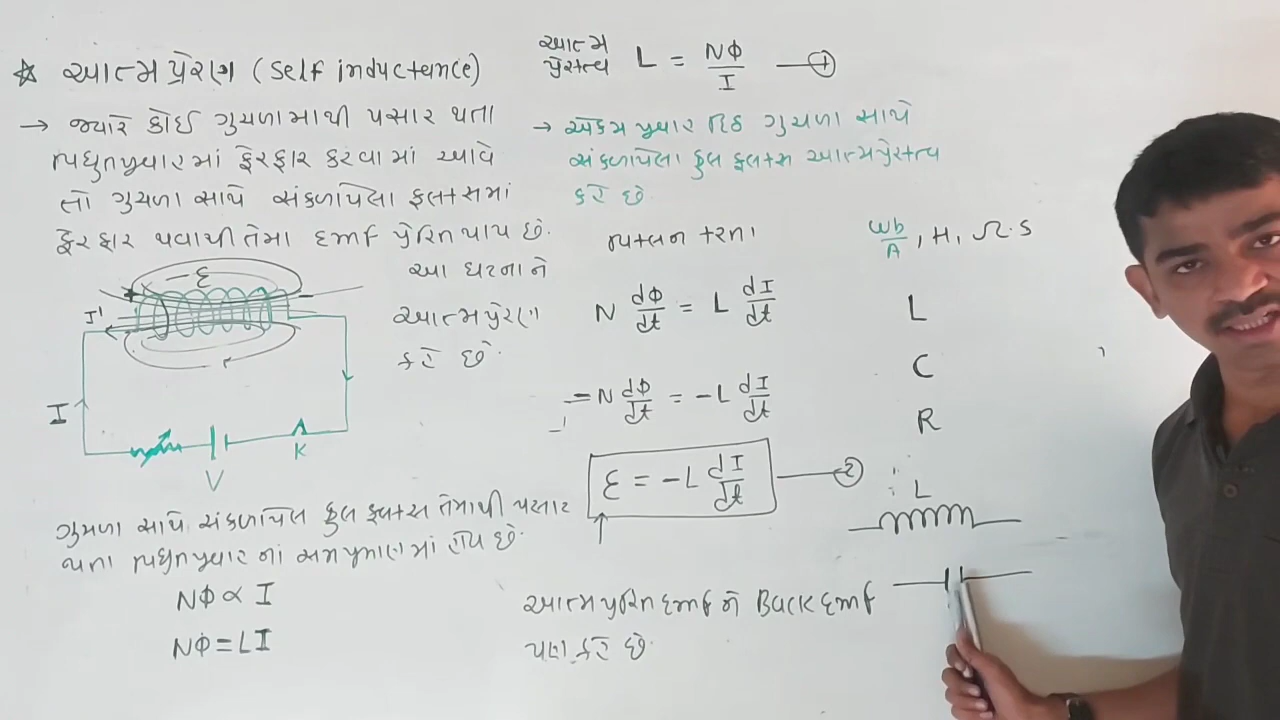 ☆ આત્મ પ્રેરણ (Self inductance)
→ જ્યારે કોઈ ગુચળામાંથી પસાર થતા
વિદ્યુતપ્રવાહમાં ફેરફાર કરવામાં આવે
તો ગુચળા સાથે સંકળાયેલા ફ્લક્સમાં
ફેરફાર થવાથી તેમાં emf પ્રેરિત થાય છે.
આ ઘટનાને
આત્મપ્રેરણ
કહે છે.
-ε
+ -
I'
I
V
K
ગુચળા સાથે સંકળાયેલ કુલ ફ્લક્સ તેમાથી પસાર
થતા વિદ્યુતપ્રવાહનાં સમપ્રમાણમાં હોય છે.
Nϕ ∝ I
Nϕ = LI
આત્મ
પ્રેરકત્વ L = Nϕ/I —①
→ એકમ પ્રવાહ દિઠ ગુચળા સાથે
સંકળાયેલા કુલ ફ્લક્સ આત્મપ્રેરકત્વ
કહે છે.
વિકલન કરતા
N dϕ/dt = L dI/dt
-N dϕ/dt = -L dI/dt
ε = -L dI/dt —②
આત્મપ્રેરિત emf ને Back emf
પણ કહે છે.
Wb/A, H, Ω·S
L
C
R
L